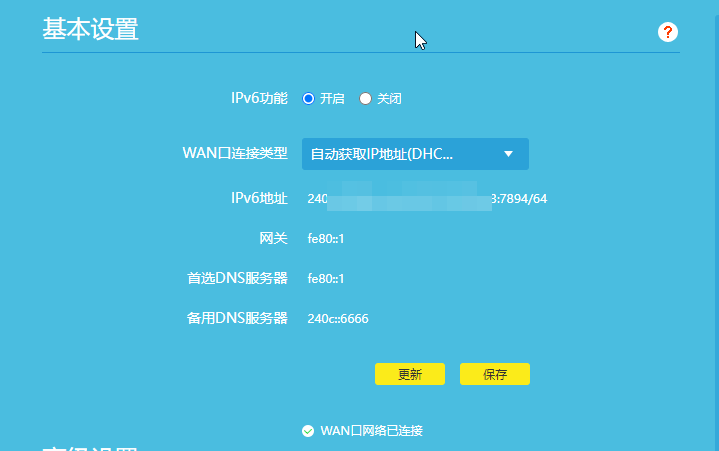 基本设置
?
IPv6功能 开启 关闭
WAN口连接类型 自动获取IP地址(DHC...
IPv6地址 240 3:7894/64
网关 fe80::1
首选DNS服务器 fe80::1
备用DNS服务器 240c::6666
更新 保存
WAN口网络已连接
高级设置